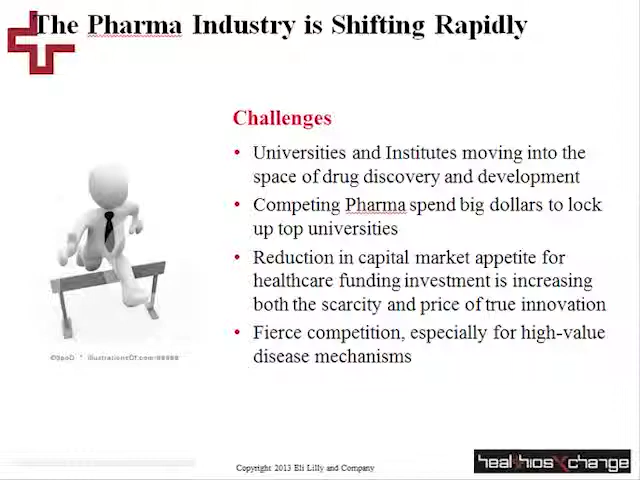 The Pharma Industry is Shifting Rapidly
Challenges
• Universities and Institutes moving into the
space of drug discovery and development
• Competing Pharma spend big dollars to lock
up top universities
• Reduction in capital market appetite for
healthcare funding investment is increasing
both the scarcity and price of true innovation
• Fierce competition, especially for high-value
disease mechanisms
Copyright 2013 Eli Lilly and Company